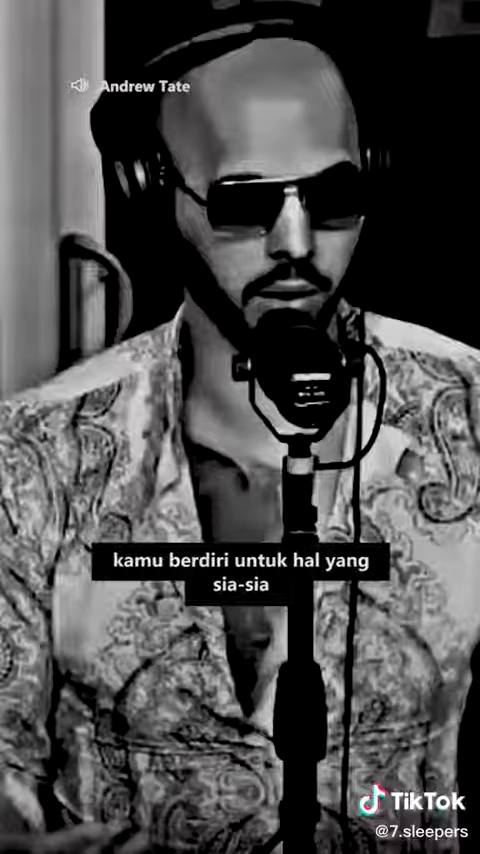 Andrew Tate
kamu berdiri untuk hal yang
sia-sia
TikTok
@7.sleepers